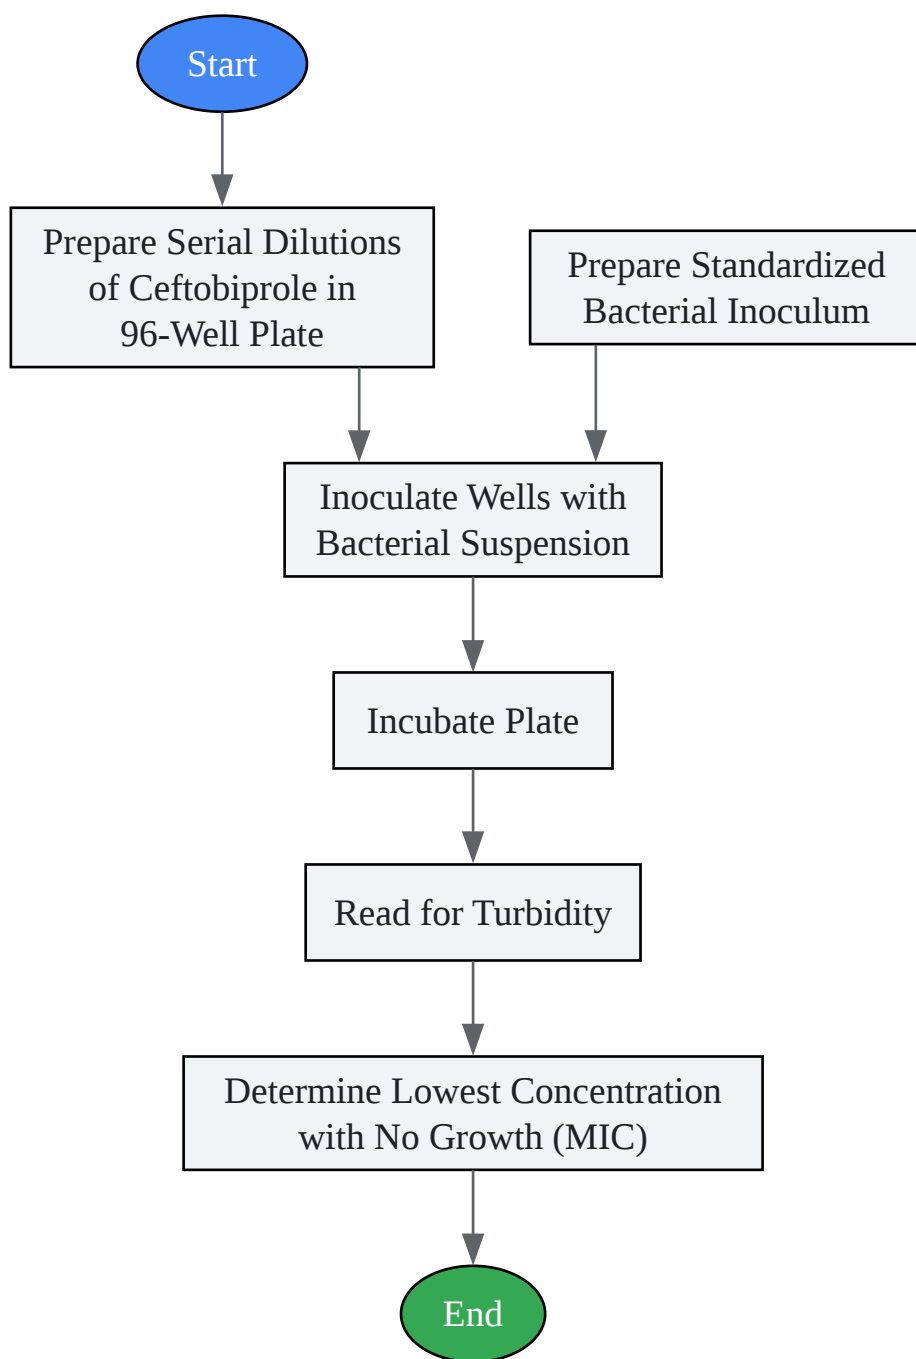 Start
Prepare Serial Dilutions
of Ceftobiprole in
96-Well Plate
Prepare Standardized
Bacterial Inoculum
Inoculate Wells with
Bacterial Suspension
Incubate Plate
Read for Turbidity
Determine Lowest Concentration
with No Growth (MIC)
End